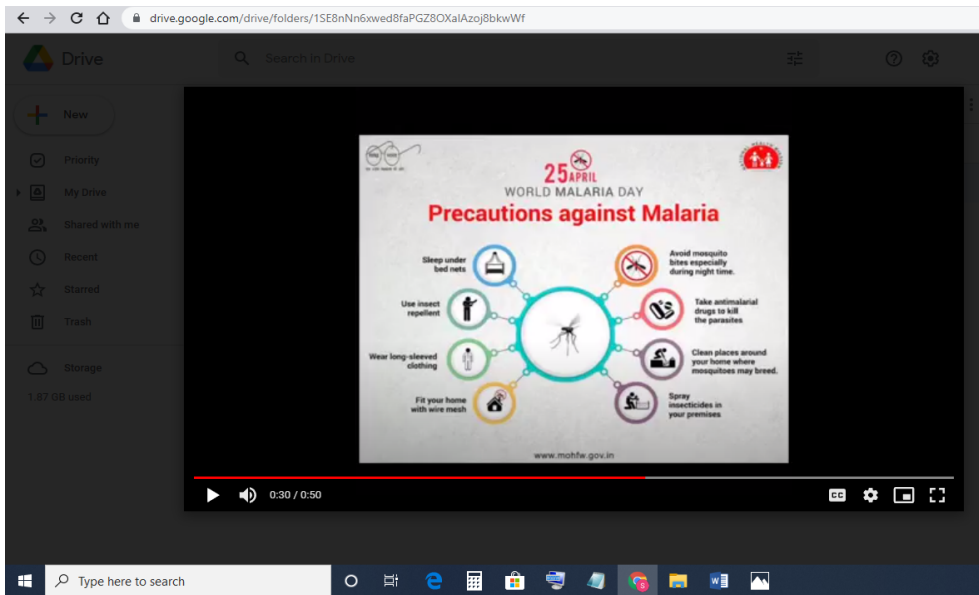 drive.google.com/drive/folders/1SE8nNn6xwed8faPGZ8OXalAzoj8bkwWf
Drive
Search in Drive
New
Priority
My Drive
Shared with me
Recent
Starred
Trash
Storage
1.87 GB used
25 APRIL
WORLD MALARIA DAY
Precautions against Malaria
Sleep under
bed nets
Use insect
repellent
Wear long-sleeved
clothing
Fit your home
with wire mesh
Avoid mosquito
bites especially
during night time.
Take antimalarial
drugs to kill
the parasites
Clean places around
your home where
mosquitoes may breed.
Spray
insecticides in
your premises
www.mohfw.gov.in
0:30 / 0:50
CC
Type here to search